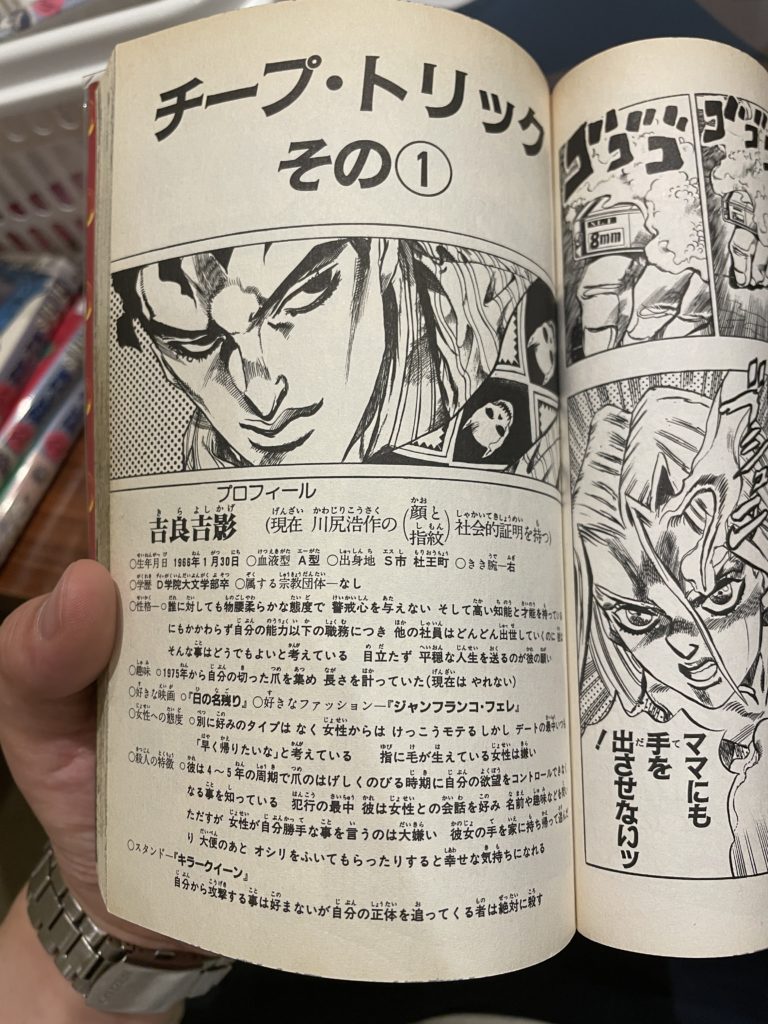 チープ・トリック
その①
プロフィール
吉良吉影 (現在 川尻浩作の(顔と指紋)社会的証明を持つ)
○生年月日 1966年1月30日 ○血液型 A型 ○出身地 S市 杜王町 ○きき腕─右
○学歴 D学院大文学部卒 ○属する宗教団体─なし
○性格─○誰に対しても物腰柔らかな態度で 警戒心を与えない そして高い知能と才能を持っている
にもかかわらず自分の能力以下の職務につき 他の社員はどんどん出世していくのに
そんな事はどうでもよいと考えている 目立たず 平穏な人生を送るのが彼の願い
○趣味 ○1975年から自分の切った爪を集め 長さを計っていた(現在は やれない)
○好きな映画 ○『日の名残り』○好きなファッション─『ジャンフランコ・フェレ』
○女性への態度 ○別に好みのタイプは なく 女性からは けっこうモテる しかし デートの最中いつも
「早く帰りたいな」と考えている 指に毛が生えている女性は嫌い
○殺人の特徴 ○彼は4〜5年の周期で爪のはげしくのびる時期に自分の欲望をコントロールできなく
なる事を知っている 犯行の最中 彼は女性との会話を好み 名前や趣味などを
ただすが 女性が自分勝手な事を言うのは大嫌い 彼女の手を家に持ち帰って
り 大便のあと オシリをふいてもらったりすると幸せな気持ちになれる
○スタンド─『キラークイーン』
自分から攻撃する事は好まないが自分の正体を追ってくる者は絶対に殺す
8mm
ママにも
手を
出させないッ
！